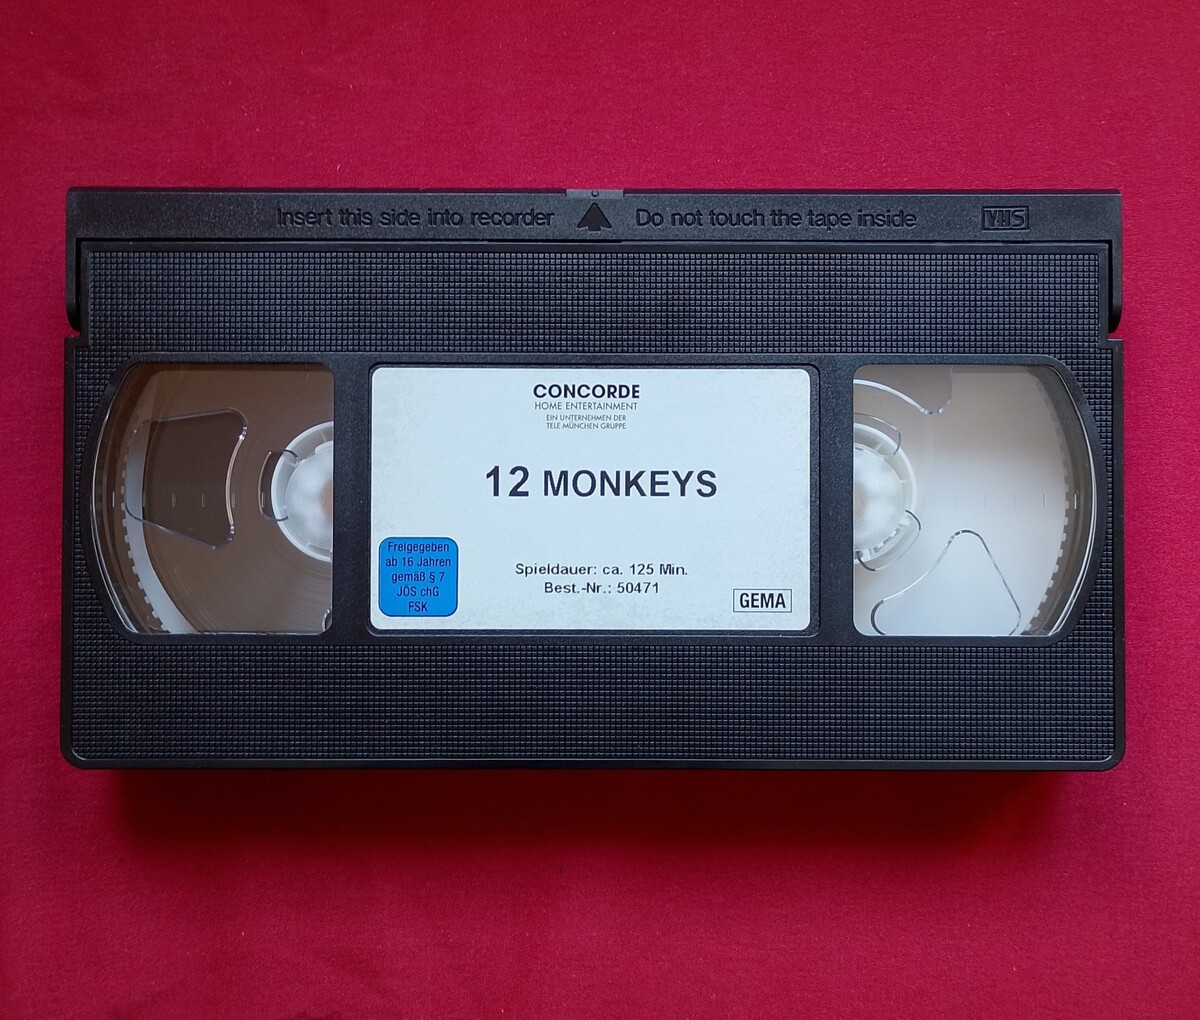 Insert this side into recorder Do not touch the tape inside VHS
CONCORDE
HOME ENTERTAINMENT
EIN UNTERNEHMEN DER
TELE MÜNCHEN GRUPPE
12 MONKEYS
Freigegeben
ab 16 Jahren
gemäß § 7
JÖS chG
FSK
Spieldauer: ca. 125 Min.
Best.-Nr.: 50471
GEMA